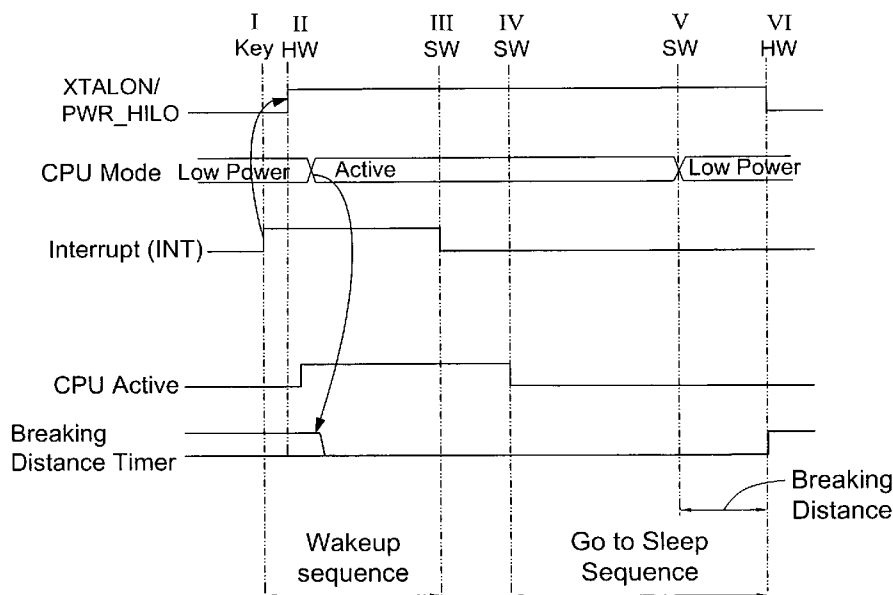 I II III IV V VI
Key HW SW SW SW HW
XTALON/
PWR_HILO
CPU Mode Low Power Active Low Power
Interrupt (INT)
CPU Active
Breaking
Distance Timer
Breaking
Distance
Wakeup
sequence
Go to Sleep
Sequence